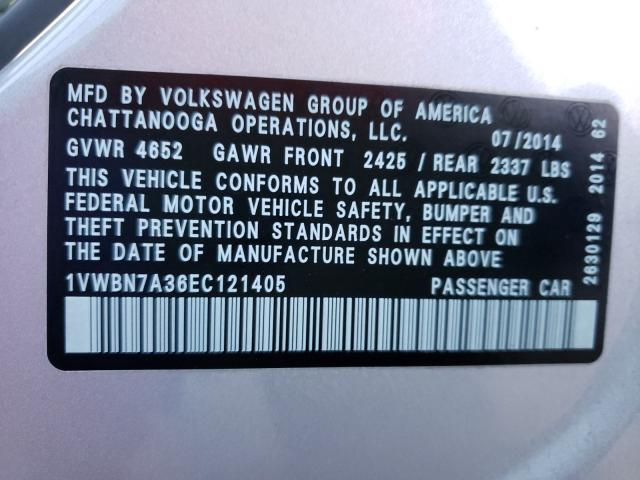 MFD BY VOLKSWAGEN GROUP OF AMERICA
CHATTANOOGA OPERATIONS, LLC. 07/2014
GVWR 4652 GAWR FRONT 2425 / REAR 2337 LBS
THIS VEHICLE CONFORMS TO ALL APPLICABLE U.S.
FEDERAL MOTOR VEHICLE SAFETY, BUMPER AND
THEFT PREVENTION STANDARDS IN EFFECT ON
THE DATE OF MANUFACTURE SHOWN ABOVE
1VWBN7A36EC121405 PASSENGER CAR
2630129 2014 62